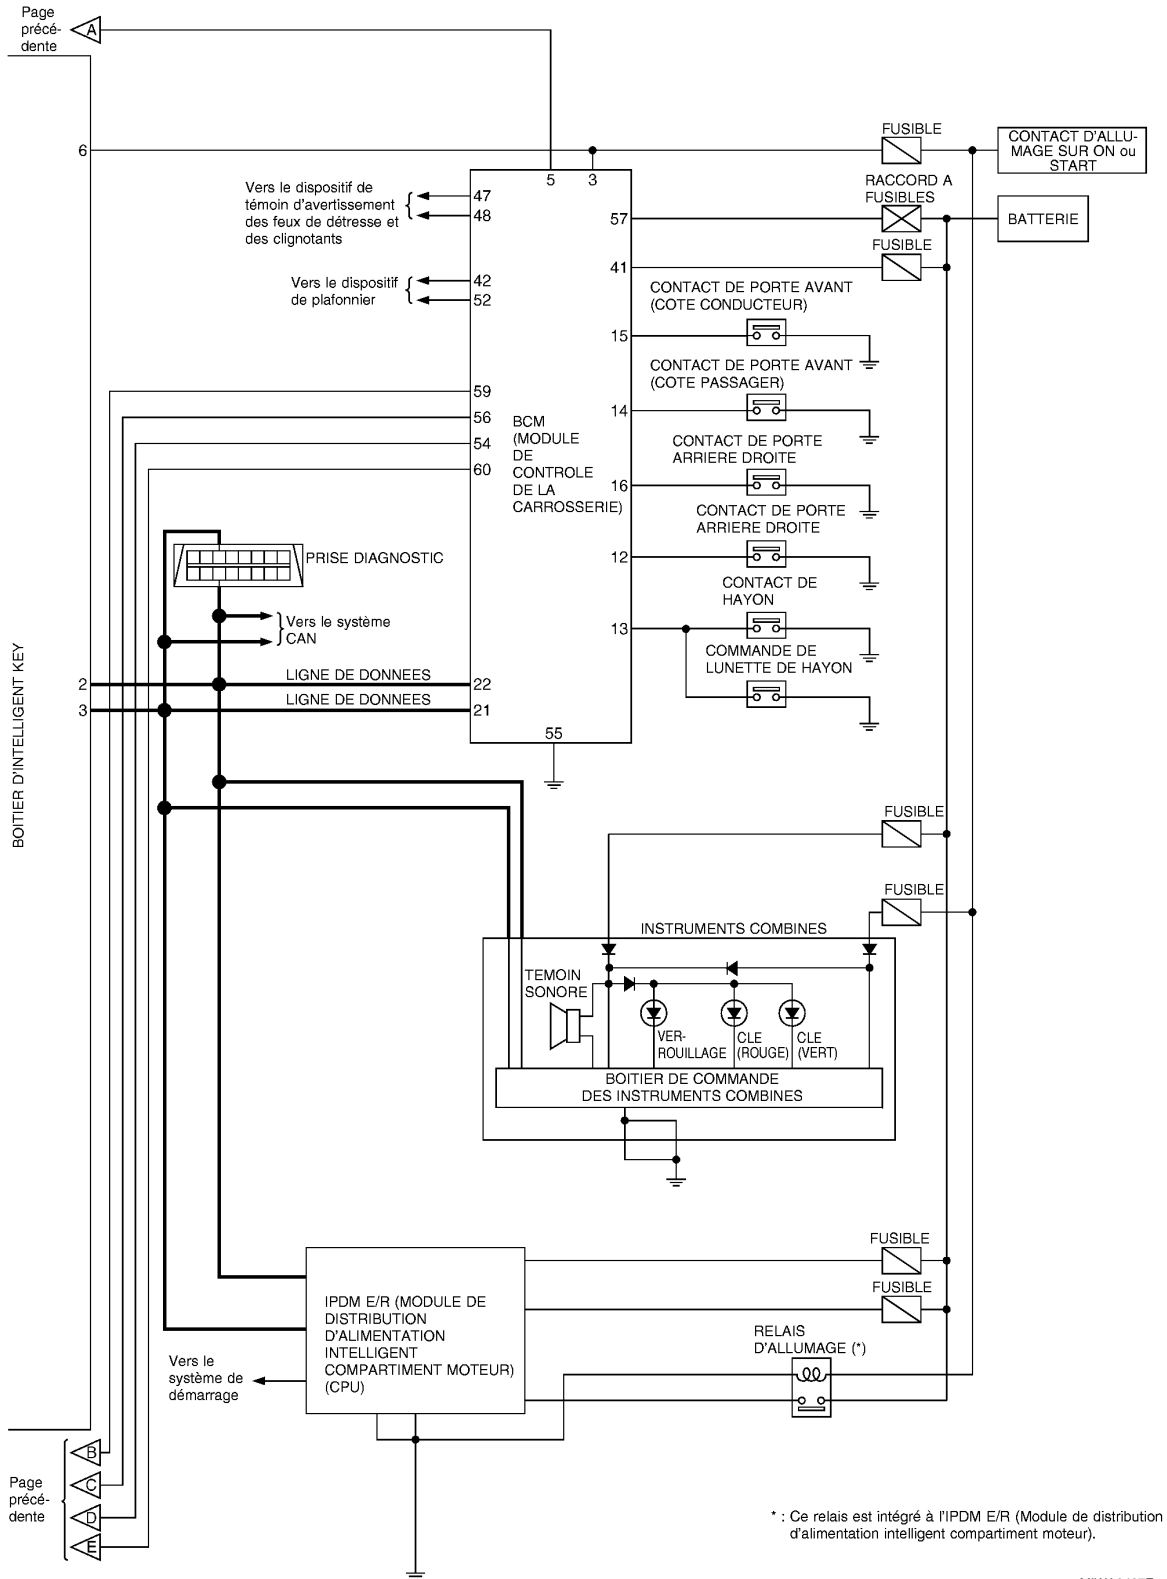 Page
précé-
dente
A
6
FUSIBLE
CONTACT D'ALLU-
MAGE SUR ON ou
START
5
3
Vers le dispositif de
témoin d'avertissement
des feux de détresse et
des clignotants
47
48
RACCORD A
FUSIBLES
57
BATTERIE
FUSIBLE
41
Vers le dispositif
de plafonnier
42
52
CONTACT DE PORTE AVANT
(COTE CONDUCTEUR)
15
CONTACT DE PORTE AVANT
(COTE PASSAGER)
14
59
56
54
60
BCM
(MODULE
DE
CONTROLE
DE LA
CARROSSERIE)
CONTACT DE PORTE
ARRIERE DROITE
16
CONTACT DE PORTE
ARRIERE DROITE
12
PRISE DIAGNOSTIC
CONTACT DE
HAYON
13
Vers le système
CAN
COMMANDE DE
LUNETTE DE HAYON
BOITIER D'INTELLIGENT KEY
2
LIGNE DE DONNEES
22
3
LIGNE DE DONNEES
21
55
FUSIBLE
FUSIBLE
INSTRUMENTS COMBINES
TEMOIN
SONORE
VER-
ROUILLAGE
CLE
(ROUGE)
CLE
(VERT)
BOITIER DE COMMANDE
DES INSTRUMENTS COMBINES
FUSIBLE
FUSIBLE
IPDM E/R (MODULE DE
DISTRIBUTION
D'ALIMENTATION
INTELLIGENT
COMPARTIMENT MOTEUR)
(CPU)
RELAIS
D'ALLUMAGE (*)
Vers le
système de
démarrage
Page
précé-
dente
B
C
D
E
* : Ce relais est intégré à l'IPDM E/R (Module de distribution
d'alimentation intelligent compartiment moteur).